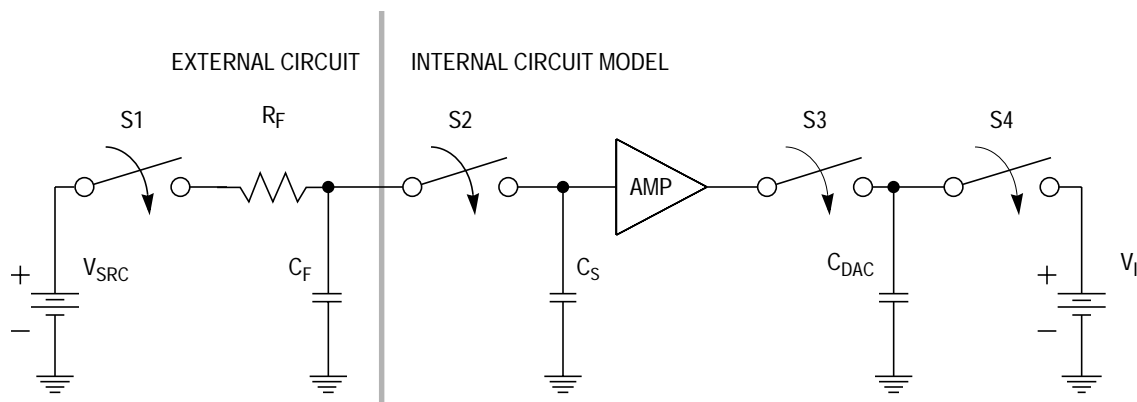 EXTERNAL CIRCUIT
INTERNAL CIRCUIT MODEL
S1
RF
S2
S3
S4
AMP
+
VSRC
−
CF
CS
CDAC
+
VI
−